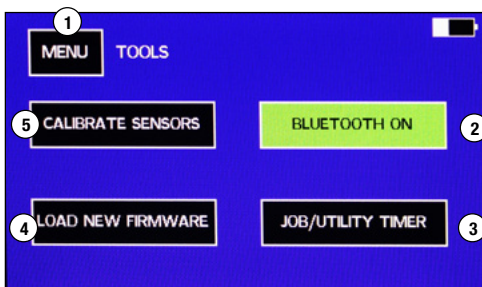 1
MENU TOOLS
5 CALIBRATE SENSORS BLUETOOTH ON 2
4 LOAD NEW FIRMWARE JOB/UTILITY TIMER 3